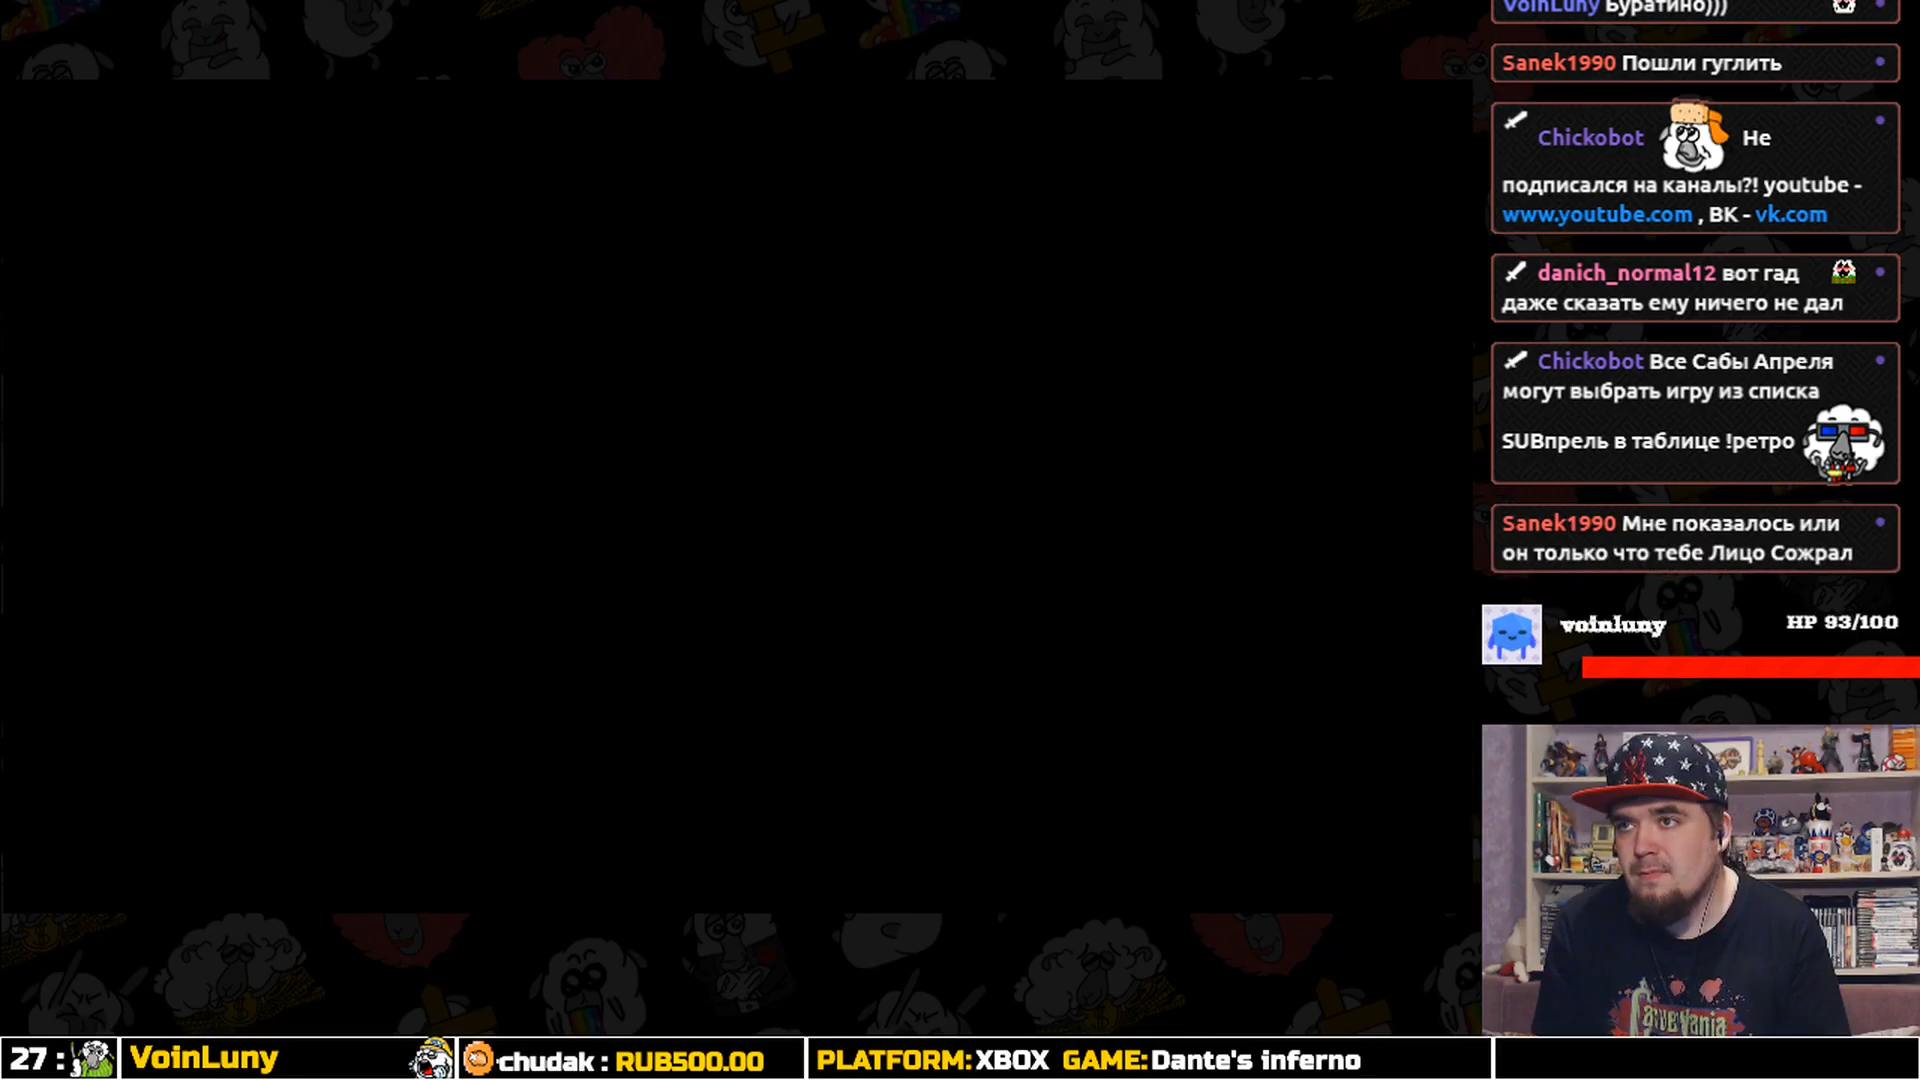 VoinLuny Буратино)))
Sanek1990 Пошли гуглить
Chickobot Не
подписался на каналы?! youtube -
www.youtube.com , ВК - vk.com
danich_normal12 вот гад
даже сказать ему ничего не дал
Chickobot Все Сабы Апреля
могут выбрать игру из списка
SUBпрель в таблице !ретро
Sanek1990 Мне показалось или
он только что тебе Лицо Сожрал
voinluny HP 93/100
Castlevania
27 : VoinLuny chudak : RUB500.00 PLATFORM: XBOX GAME: Dante's inferno